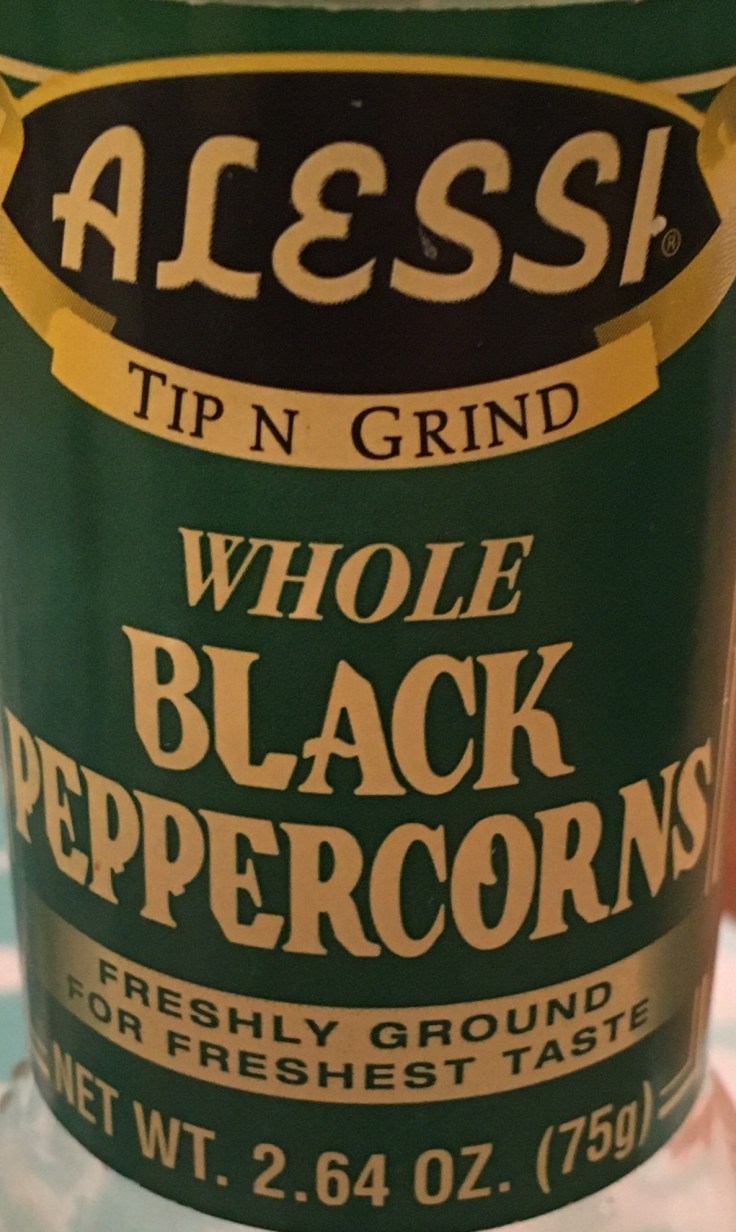 ALESSI®
TIP N GRIND
WHOLE
BLACK
PEPPERCORNS
FRESHLY GROUND
FOR FRESHEST TASTE
NET WT. 2.64 OZ. (75g)